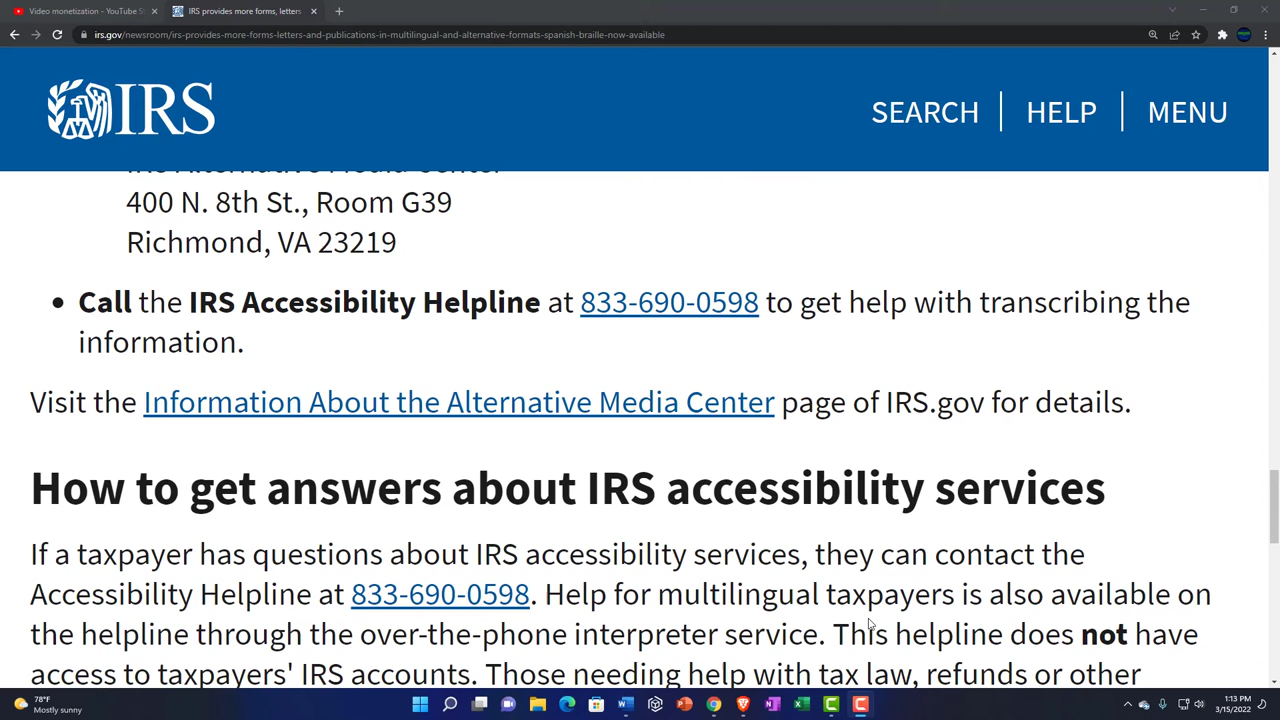 Video monetization - YouTube S
IRS provides more forms, letters
irs.gov/newsroom/irs-provides-more-forms-letters-and-publications-in-multilingual-and-alternative-formats-spanish-braille-now-available
IRS
SEARCH
HELP
MENU
IRS Alternative Media Center
400 N. 8th St., Room G39
Richmond, VA 23219
• Call the IRS Accessibility Helpline at 833-690-0598 to get help with transcribing the
information.
Visit the Information About the Alternative Media Center page of IRS.gov for details.
How to get answers about IRS accessibility services
If a taxpayer has questions about IRS accessibility services, they can contact the
Accessibility Helpline at 833-690-0598. Help for multilingual taxpayers is also available on
the helpline through the over-the-phone interpreter service. This helpline does not have
access to taxpayers' IRS accounts. Those needing help with tax law, refunds or other
78°F
Mostly sunny
1:13 PM
3/15/2022